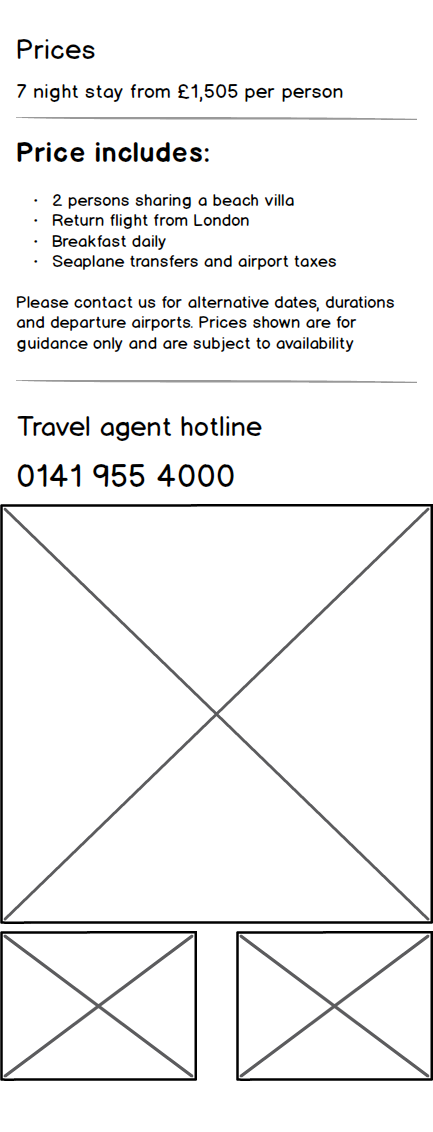 Prices
7 night stay from £1,505 per person
Price includes:
· 2 persons sharing a beach villa
· Return flight from London
· Breakfast daily
· Seaplane transfers and airport taxes
Please contact us for alternative dates, durations
and departure airports. Prices shown are for
guidance only and are subject to availability
Travel agent hotline
0141 955 4000